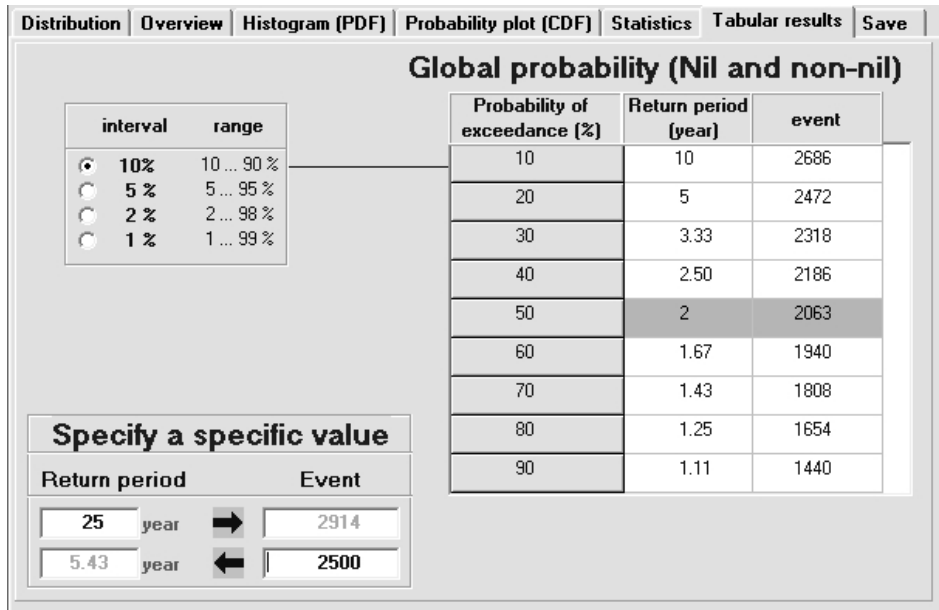 Distribution Overview Histogram (PDF) Probability plot (CDF) Statistics Tabular results Save
Global probability (Nil and non-nil)
interval range
10% 10 ... 90 %
5 % 5 ... 95 %
2 % 2 ... 98 %
1 % 1 ... 99 %
Probability of exceedance (%) Return period (year) event
10 10 2686
20 5 2472
30 3.33 2318
40 2.50 2186
50 2 2063
60 1.67 1940
70 1.43 1808
80 1.25 1654
90 1.11 1440
Specify a specific value
Return period Event
25 year 2914
5.43 year 2500